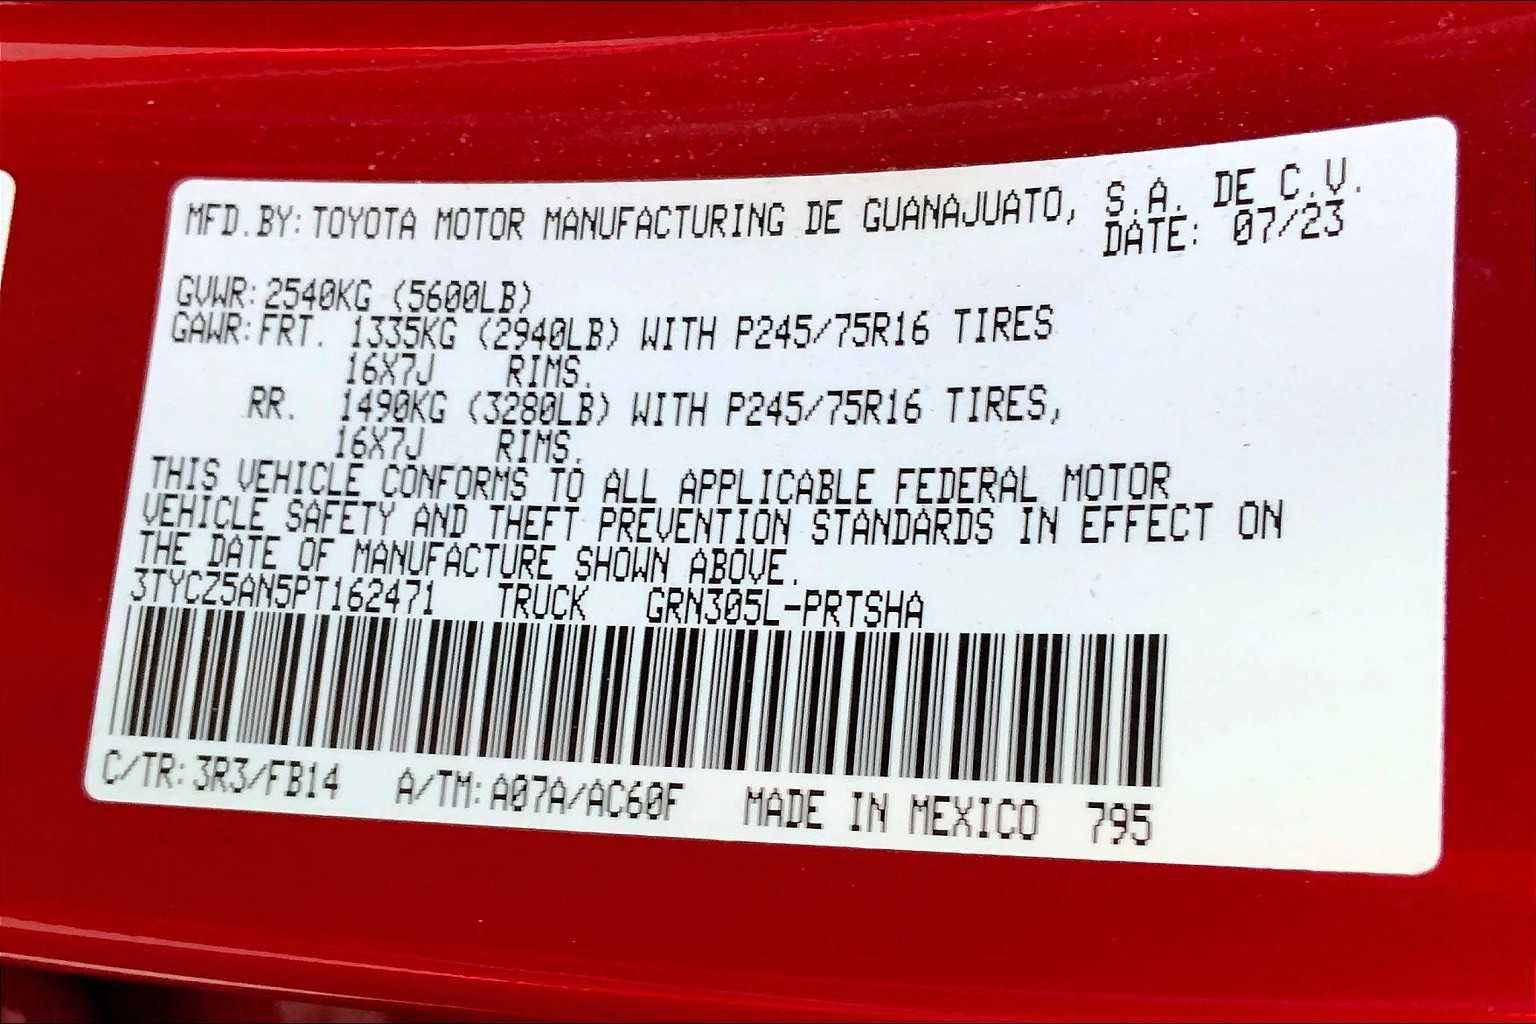 MFD.BY: TOYOTA MOTOR MANUFACTURING DE GUANAJUATO, S.A. DE C.V.
DATE: 07/23
GVWR: 2540KG (5600LB)
GAWR: FRT. 1335KG (2940LB) WITH P245/75R16 TIRES
16X7J RIMS.
RR. 1490KG (3280LB) WITH P245/75R16 TIRES,
16X7J RIMS.
THIS VEHICLE CONFORMS TO ALL APPLICABLE FEDERAL MOTOR
VEHICLE SAFETY AND THEFT PREVENTION STANDARDS IN EFFECT ON
THE DATE OF MANUFACTURE SHOWN ABOVE.
3TYCZ5AN5PT162471 TRUCK GRN305L-PRTSHA
C/TR: 3R3/FB14 A/TM: A07A/AC60F MADE IN MEXICO 795